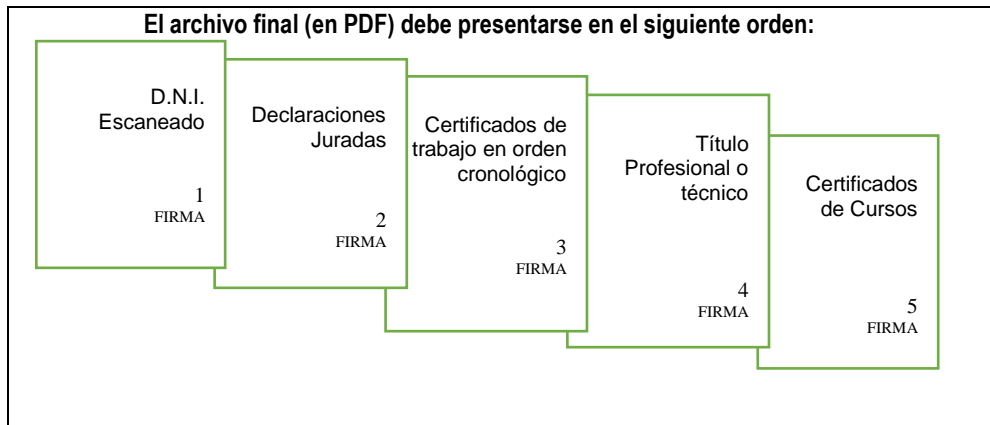 El archivo final (en PDF) debe presentarse en el siguiente orden:
D.N.I.
Escaneado
1
FIRMA
Declaraciones
Juradas
2
FIRMA
Certificados de
trabajo en orden
cronológico
3
FIRMA
Título
Profesional o
técnico
4
FIRMA
Certificados
de Cursos
5
FIRMA